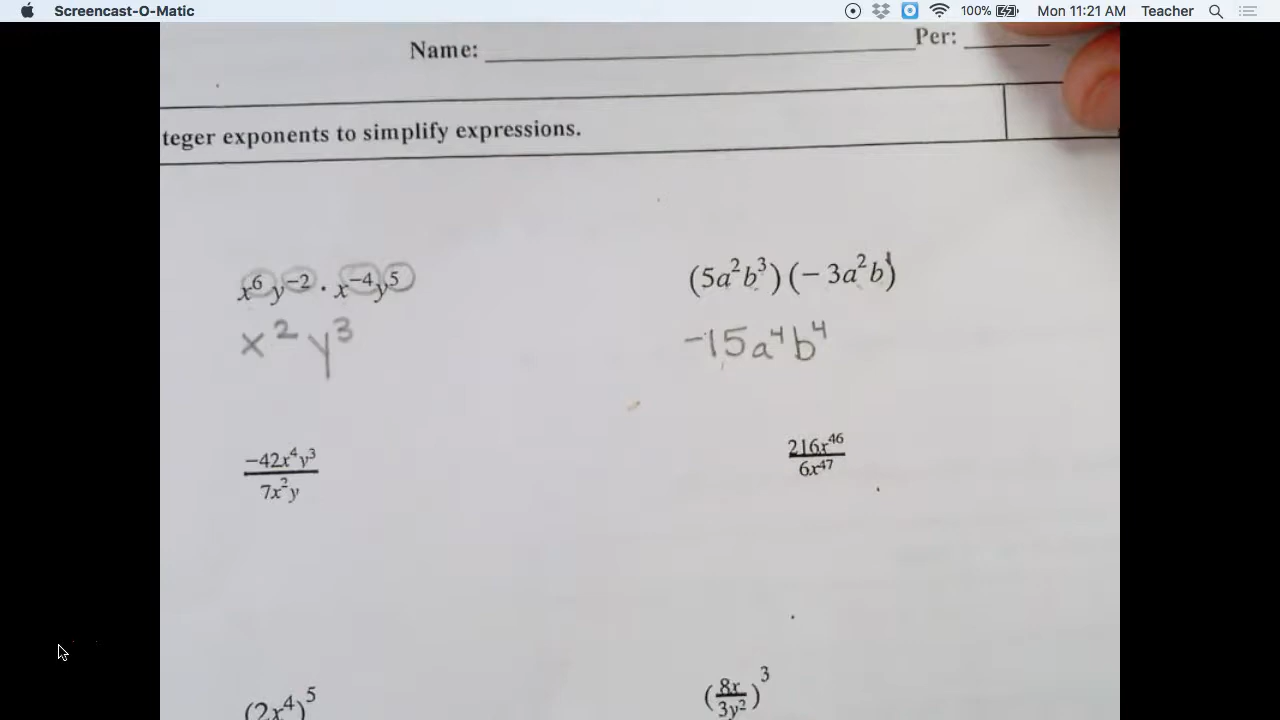 Screencast-O-Matic 100% Mon 11:21 AM Teacher
Name: Per:
teger exponents to simplify expressions.
x⁶y⁻² · x⁻⁴y⁵ (5a²b³)(− 3a²b¹)
x²y³ -15a⁴b⁴
−42x⁴y³ 216x⁴⁶
7x²y 6x⁴⁷
(2x⁴)⁵ (8x/3y²)³